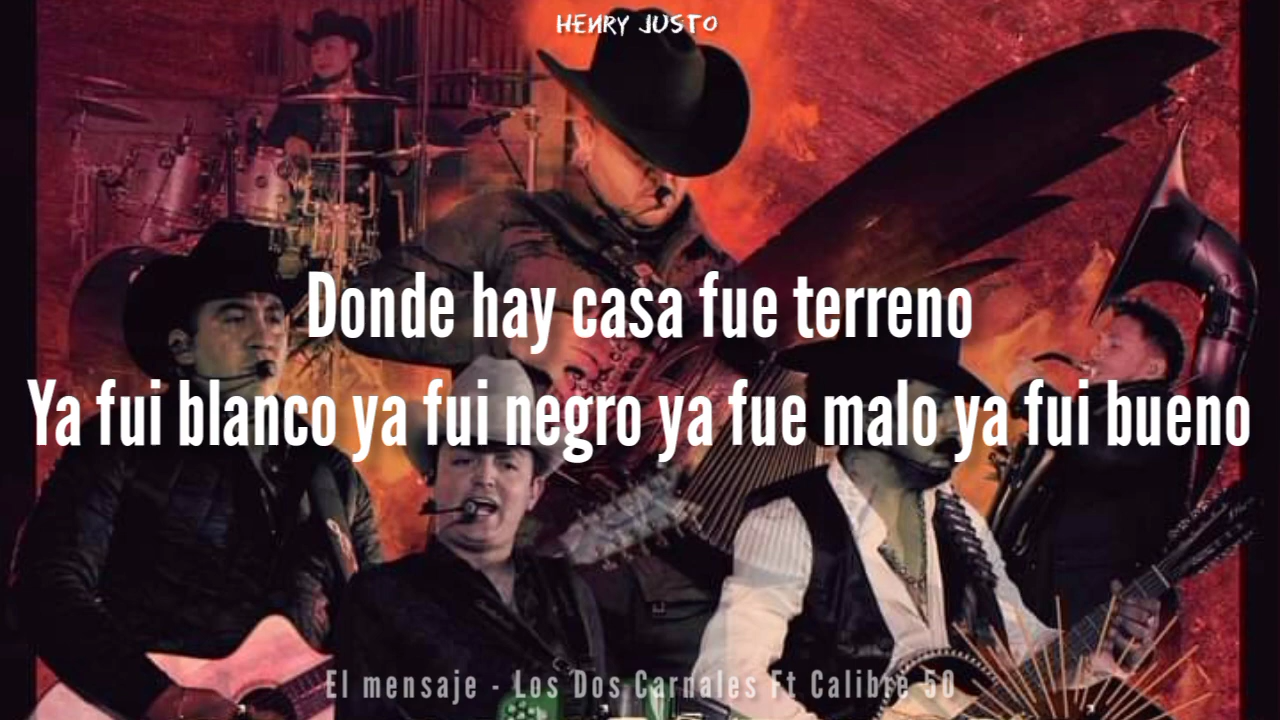 HENRY JUSTO
Donde hay casa fue terreno
Ya fui blanco ya fui negro ya fue malo ya fui bueno
El mensaje - Los Dos Carnales Ft Calibre 50